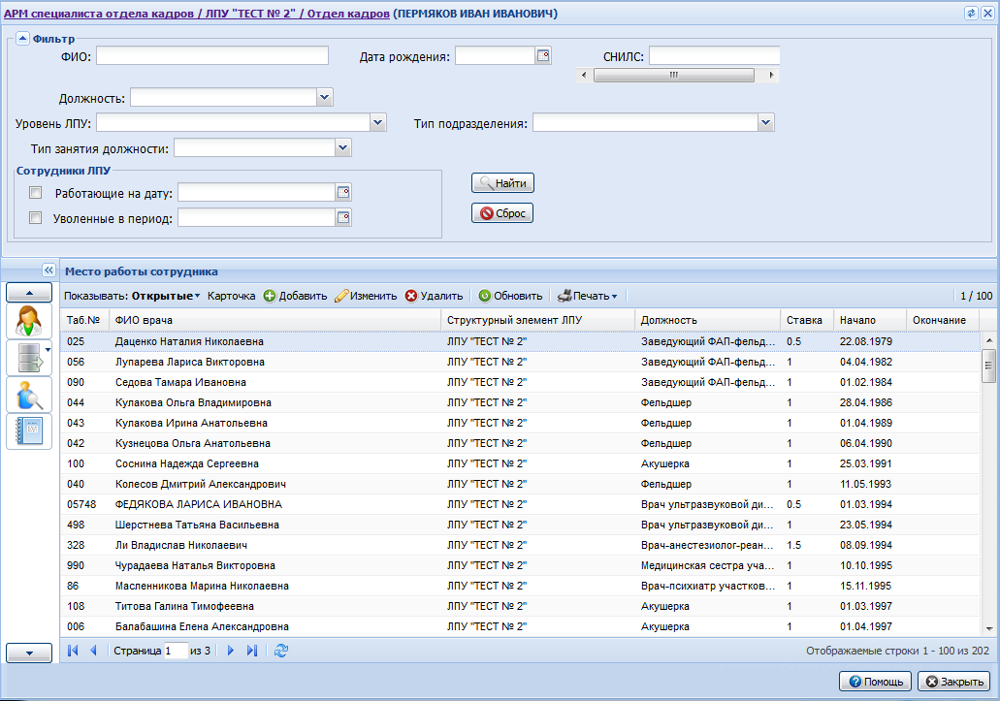 АРМ специалиста отдела кадров / ЛПУ "ТЕСТ № 2" / Отдел кадров (ПЕРМЯКОВ ИВАН ИВАНОВИЧ)
Фильтр
ФИО: Дата рождения: СНИЛС:
Должность:
Уровень ЛПУ: Тип подразделения:
Тип занятия должности:
Сотрудники ЛПУ
Работающие на дату: Найти
Уволенные в период: Сброс
Место работы сотрудника
Показывать: Открытые Карточка Добавить Изменить Удалить Обновить Печать 1 / 100
Таб.№ ФИО врача Структурный элемент ЛПУ Должность Ставка Начало Окончание
025 Даценко Наталия Николаевна ЛПУ "ТЕСТ № 2" Заведующий ФАП-фельд... 0.5 22.08.1979
056 Лупарева Лариса Викторовна ЛПУ "ТЕСТ № 2" Заведующий ФАП-фельд... 1 04.04.1982
090 Седова Тамара Ивановна ЛПУ "ТЕСТ № 2" Заведующий ФАП-фельд... 1 01.02.1984
044 Кулакова Ольга Владимировна ЛПУ "ТЕСТ № 2" Фельдшер 1 28.04.1986
043 Кулакова Ирина Анатольевна ЛПУ "ТЕСТ № 2" Фельдшер 1 01.04.1989
042 Кузнецова Ольга Анатольевна ЛПУ "ТЕСТ № 2" Фельдшер 1 06.04.1990
100 Соснина Надежда Сергеевна ЛПУ "ТЕСТ № 2" Акушерка 1 25.03.1991
040 Колесов Дмитрий Александрович ЛПУ "ТЕСТ № 2" Фельдшер 1 11.05.1993
05748 ФЕДЯКОВА ЛАРИСА ИВАНОВНА ЛПУ "ТЕСТ № 2" Врач ультразвуковой ди... 0.5 01.03.1994
498 Шерстнева Татьяна Васильевна ЛПУ "ТЕСТ № 2" Врач ультразвуковой ди... 1 23.05.1994
328 Ли Владислав Николаевич ЛПУ "ТЕСТ № 2" Врач-анестезиолог-реан... 1.5 08.09.1994
990 Чурадаева Наталья Викторовна ЛПУ "ТЕСТ № 2" Медицинская сестра уча... 1 10.10.1995
86 Масленникова Марина Николаевна ЛПУ "ТЕСТ № 2" Врач-психиатр участков... 1 15.11.1995
108 Титова Галина Тимофеевна ЛПУ "ТЕСТ № 2" Акушерка 1 01.03.1997
006 Балабашина Елена Александровна ЛПУ "ТЕСТ № 2" Акушерка 1 01.04.1997
Страница 1 из 3 Отображаемые строки 1 - 100 из 202
Помощь Закрыть